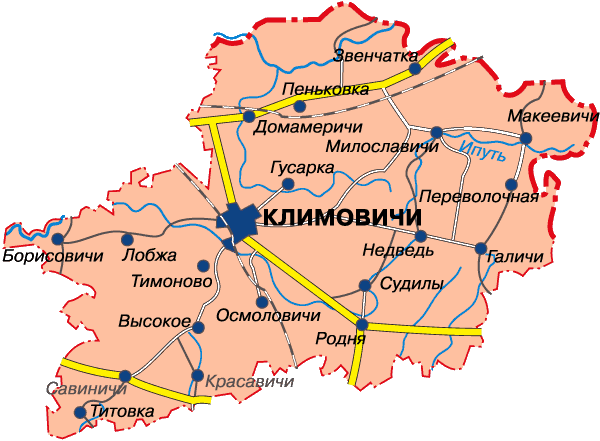 Звенчатка
Пеньковка
Домамеричи
Макеевичи
Милославичи
Ипуть
Гусарка
Переволочная
КЛИМОВИЧИ
Недведь
Борисовичи
Лобжа
Галичи
Тимоново
Судилы
Осмоловичи
Высокое
Родня
Савиничи
Красавичи
Титовка